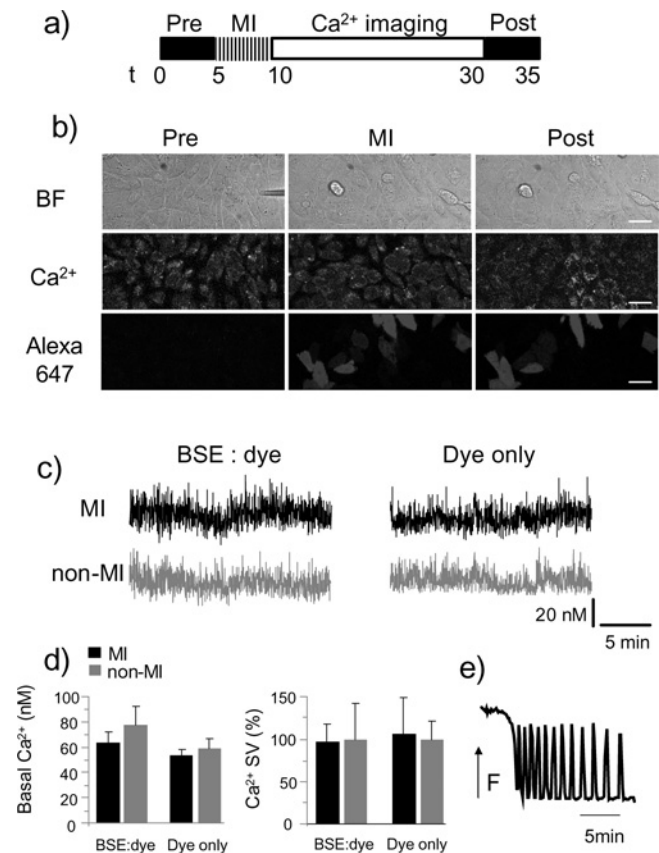 a)
Pre MI Ca²⁺ imaging Post
t 0 5 10 30 35
b)
Pre MI Post
BF
Ca²⁺
Alexa 647
c)
BSE : dye Dye only
MI
non-MI
20 nM
5 min
d)
MI
non-MI
Basal Ca²⁺ (nM)
100
80
60
40
20
0
BSE:dye Dye only
Ca²⁺ SV (%)
150
100
50
0
BSE:dye Dye only
e)
F
5min